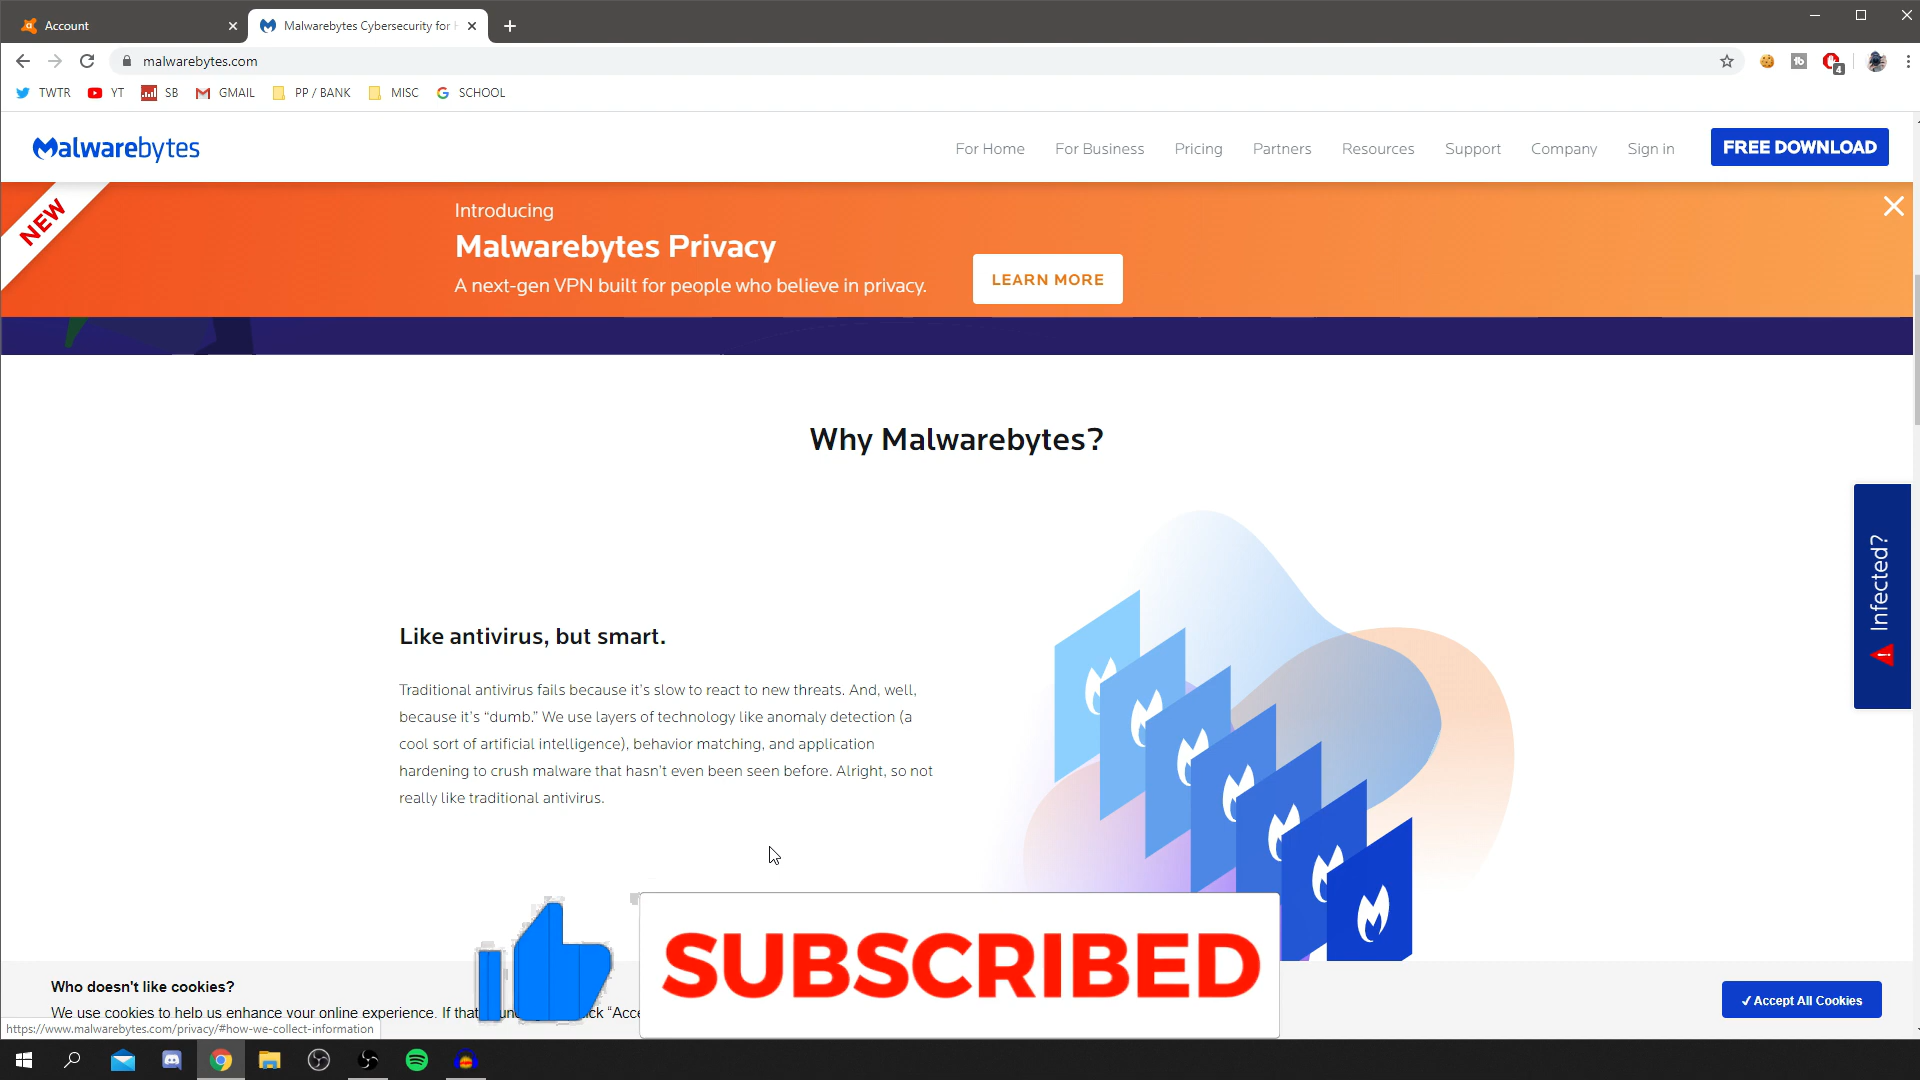 Account
Malwarebytes Cybersecurity for
malwarebytes.com
4
TWTR
YT
SB
GMAIL
PP / BANK
MISC
SCHOOL
Malwarebytes
For Home
For Business
Pricing
Partners
Resources
Support
Company
Sign in
FREE DOWNLOAD
NEW
Introducing
Malwarebytes Privacy
A next-gen VPN built for people who believe in privacy.
LEARN MORE
Why Malwarebytes?
Infected?
Like antivirus, but smart.
Traditional antivirus fails because it's slow to react to new threats. And, well,
because it's “dumb.” We use layers of technology like anomaly detection (a
cool sort of artificial intelligence), behavior matching, and application
hardening to crush malware that hasn't even been seen before. Alright, so not
really like traditional antivirus.
SUBSCRIBED
Who doesn't like cookies?
We use cookies to help us enhance your online experience. If that
✓ Accept All Cookies
https://www.malwarebytes.com/privacy/#how-we-collect-information